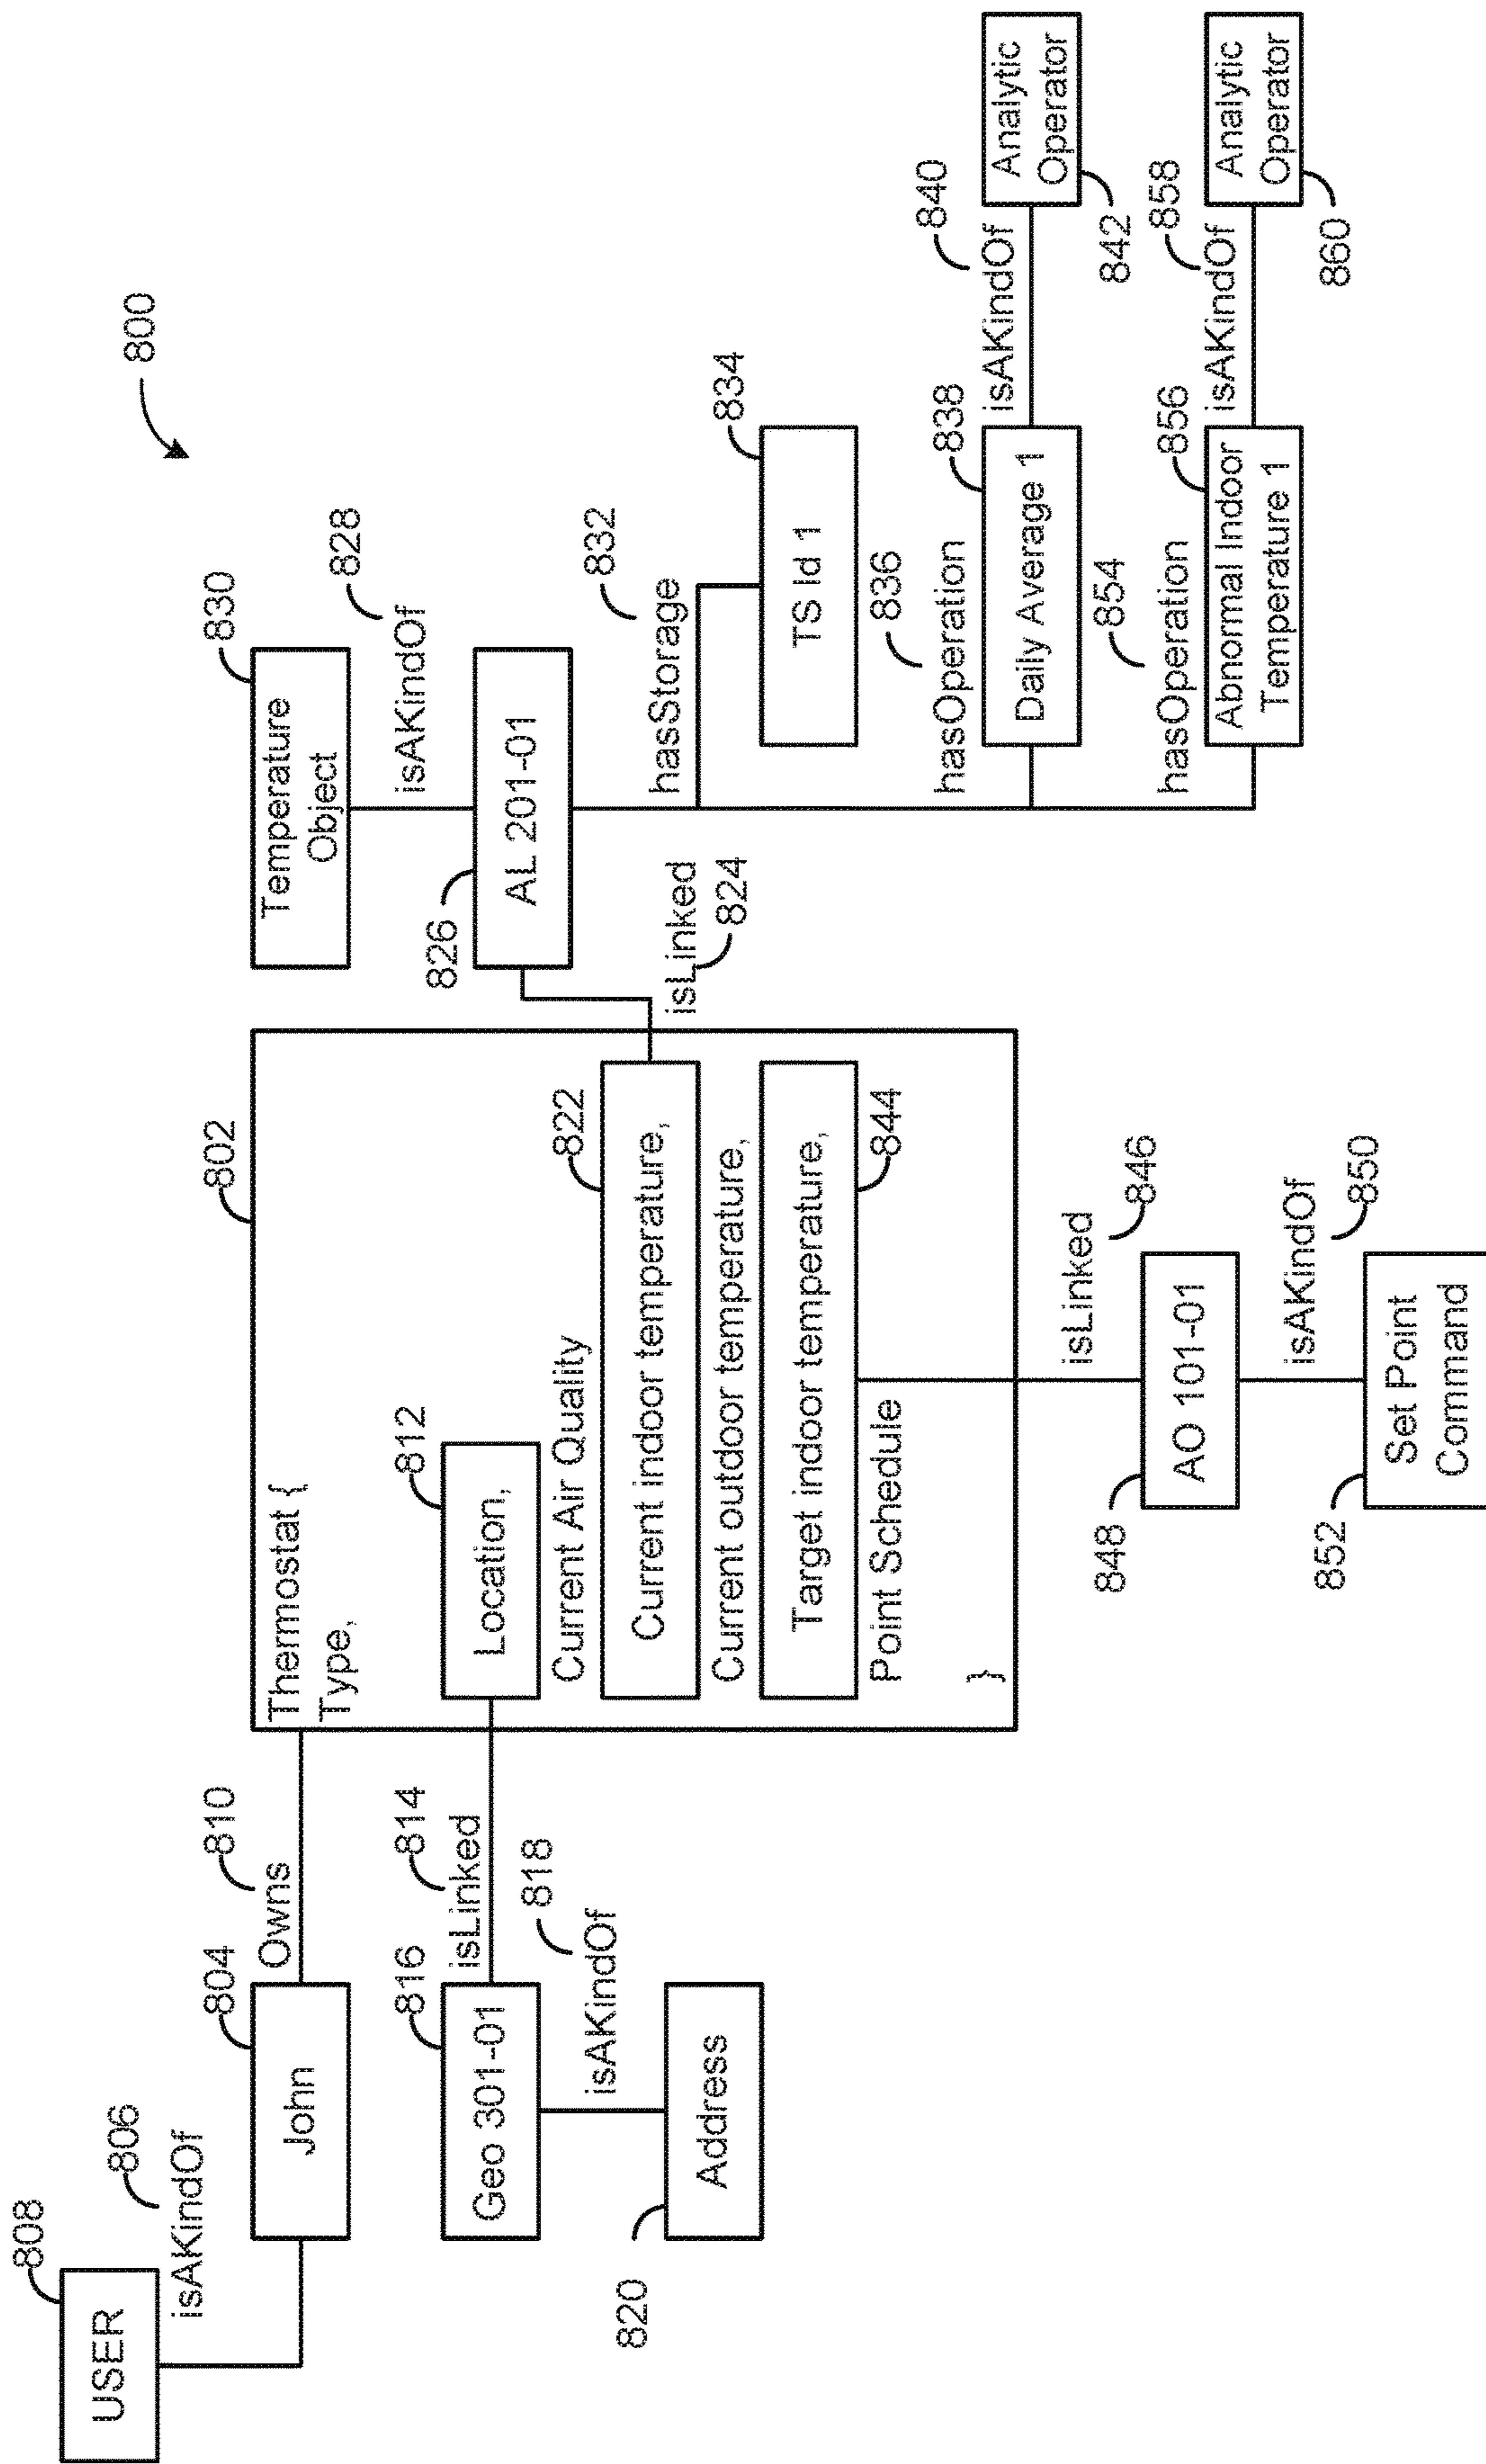 800
808
USER
806
isAKindOf
804
John
810
Owns
802
Thermostat {
Type,
812
Location,
814
isLinked
816
Geo 301-01
818
isAKindOf
820
Address
Current Air Quality
822
Current indoor temperature,
Current outdoor temperature,
Target indoor temperature,
844
Point Schedule
}
isLinked
824
826
AL 201-01
828
isAKindOf
830
Temperature
Object
832
hasStorage
834
TS Id 1
836
hasOperation
838
Daily Average 1
840
isAKindOf
Analytic
Operator
842
854
hasOperation
856
Abnormal Indoor
Temperature 1
858
isAKindOf
Analytic
Operator
860
isLinked
846
848
AO 101-01
isAKindOf
850
852
Set Point
Command